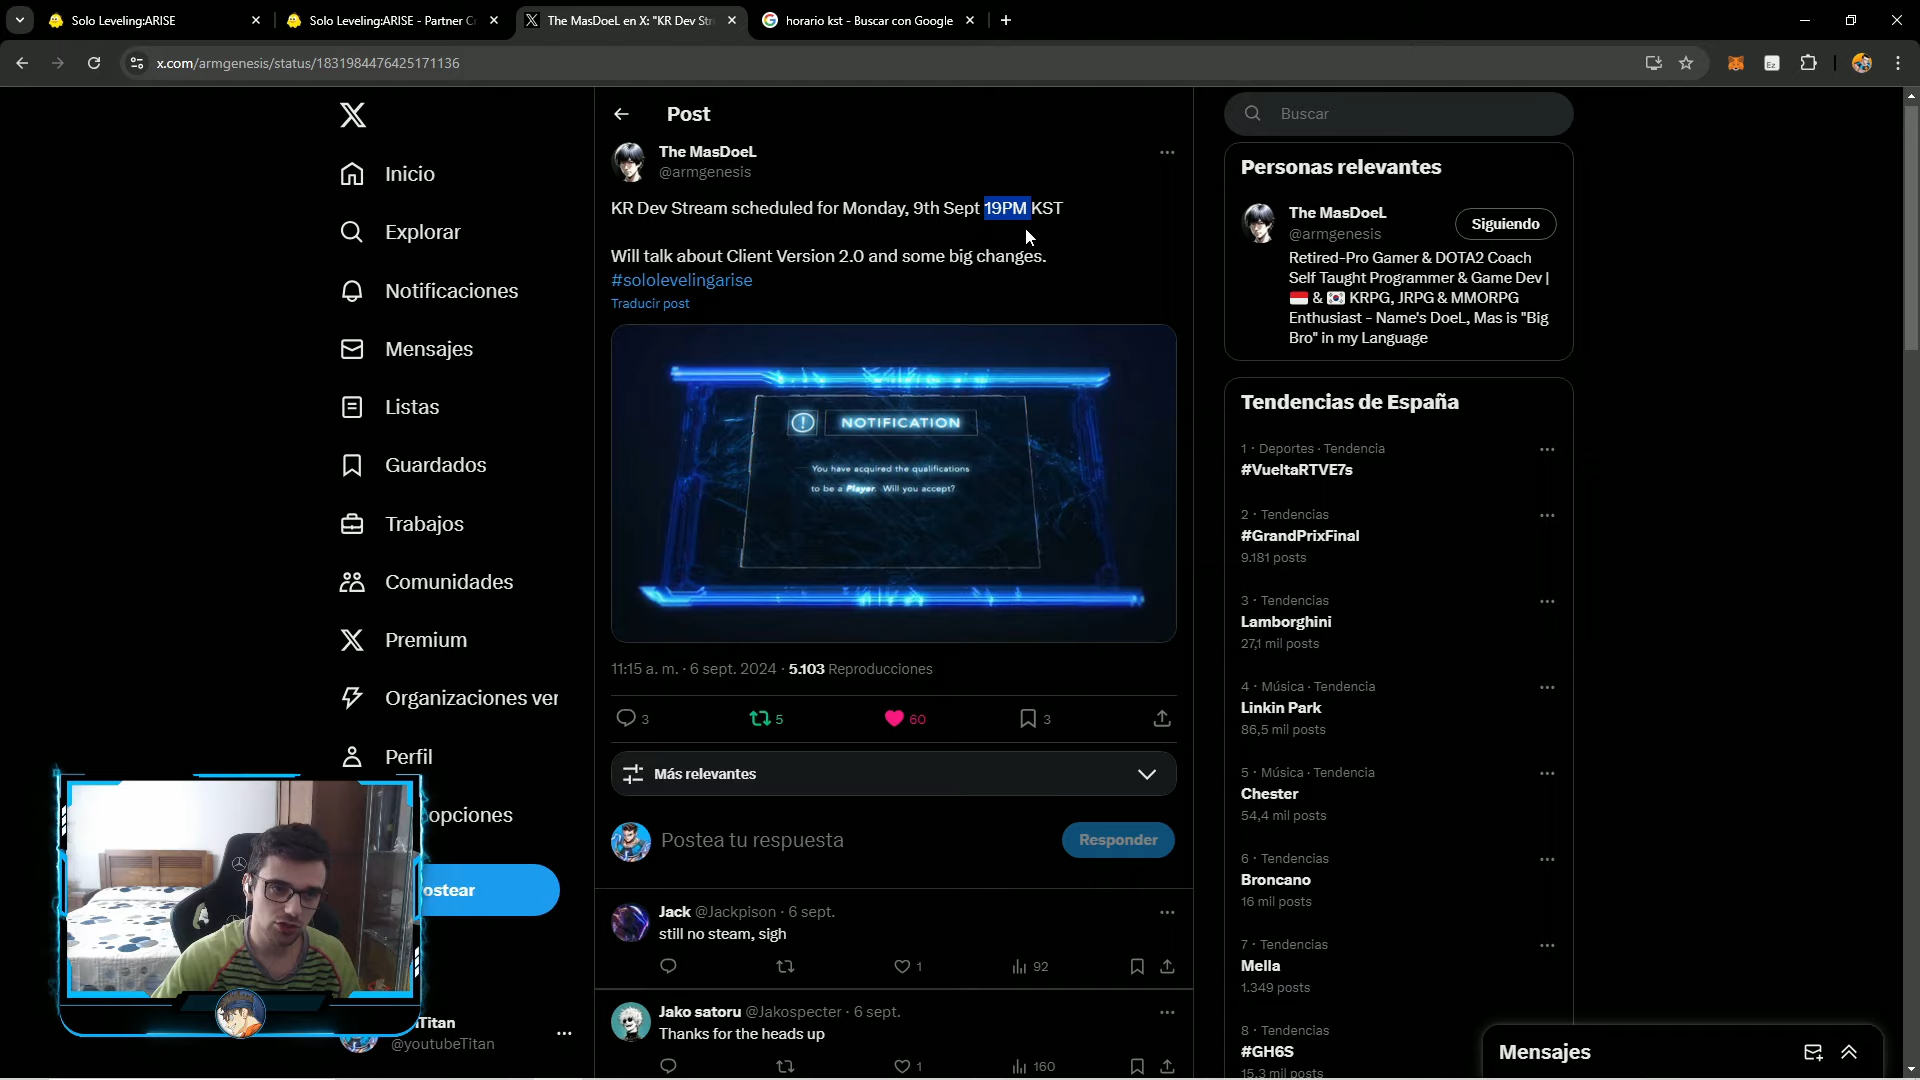 Solo Leveling:ARISE
Solo Leveling:ARISE - Partner C
The MasDoeL en X: "KR Dev Str
horario kst - Buscar con Google
x.com/armgenesis/status/1831984476425171136
Ez
Inicio
Explorar
Notificaciones
Mensajes
Listas
Guardados
Trabajos
Comunidades
Premium
Organizaciones ver
Perfil
opciones
ostear
Titan
@youtubeTitan
Post
The MasDoeL
@armgenesis
KR Dev Stream scheduled for Monday, 9th Sept 19PM KST
Will talk about Client Version 2.0 and some big changes.
#sololevelingarise
Traducir post
NOTIFICATION
You have acquired the qualifications
to be a Player. Will you accept?
11:15 a. m. · 6 sept. 2024 · 5.103 Reproducciones
3
5
60
3
Más relevantes
Postea tu respuesta
Responder
Jack @Jackpison · 6 sept.
still no steam, sigh
1
92
Jako satoru @Jakospecter · 6 sept.
Thanks for the heads up
1
160
Buscar
Personas relevantes
The MasDoeL
@armgenesis
Siguiendo
Retired-Pro Gamer & DOTA2 Coach
Self Taught Programmer & Game Dev |
🇮🇩 & 🇰🇷 KRPG, JRPG & MMORPG
Enthusiast - Name's DoeL, Mas is "Big
Bro" in my Language
Tendencias de España
1 · Deportes · Tendencia
#VueltaRTVE7s
2 · Tendencias
#GrandPrixFinal
9.181 posts
3 · Tendencias
Lamborghini
27,1 mil posts
4 · Música · Tendencia
Linkin Park
86,5 mil posts
5 · Música · Tendencia
Chester
54,4 mil posts
6 · Tendencias
Broncano
16 mil posts
7 · Tendencias
Mella
1.349 posts
8 · Tendencias
#GH6S
15,3 mil posts
Mensajes